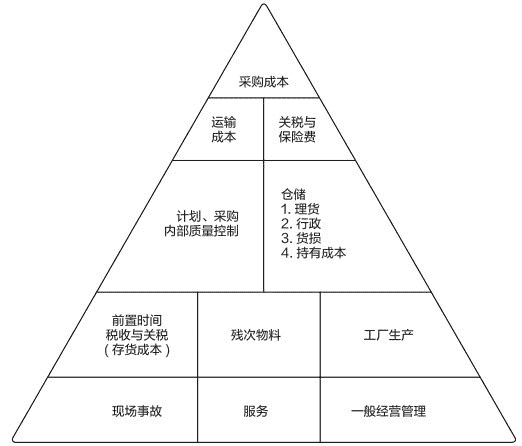 采购成本
运输
成本
关税与
保险费
计划、采购
内部质量控制
仓储
1. 理货
2. 行政
3. 货损
4. 持有成本
前置时间
税收与关税
（存货成本）
残次物料
工厂生产
现场事故
服务
一般经营管理